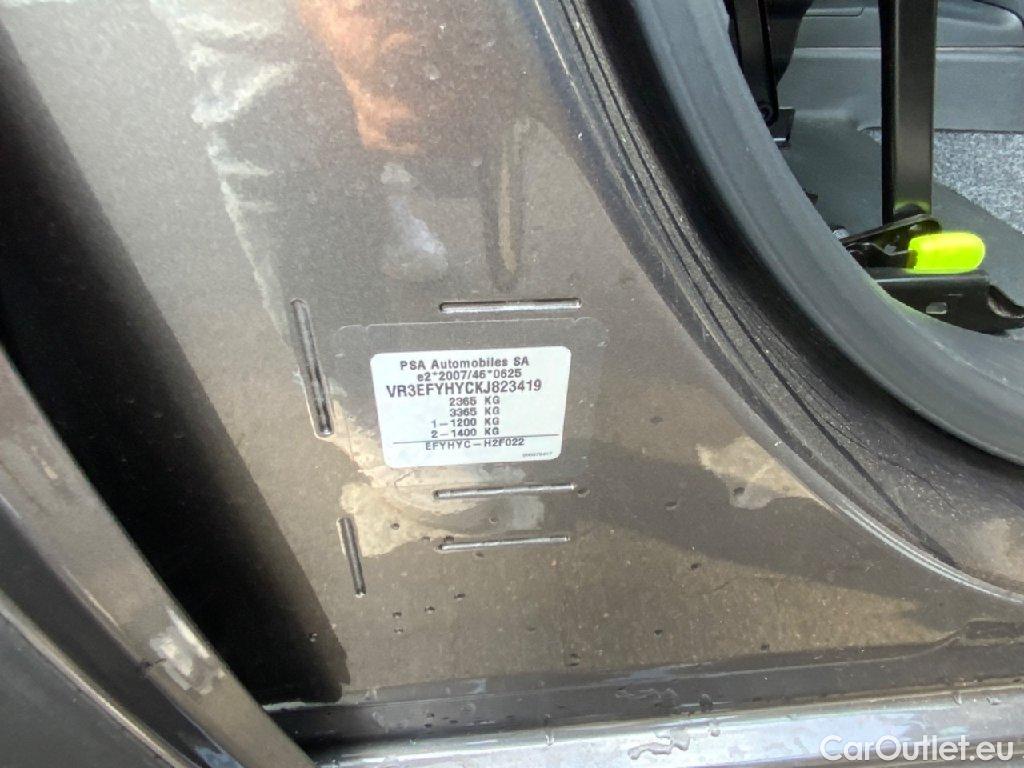 PSA Automobiles SA
e2*2007/46*0625
VR3EFYHYCKJ823419
2365 KG
3365 KG
1-1200 KG
2-1400 KG
EFYHYC-H2F022
CarOutlet.eu